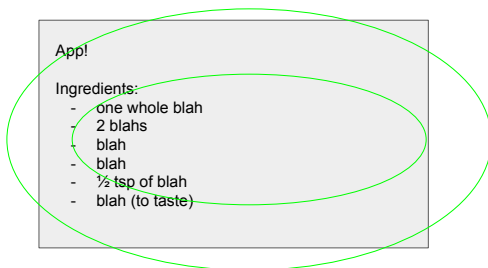 App!
Ingredients:
- one whole blah
- 2 blahs
- blah
- blah
- ½ tsp of blah
- blah (to taste)